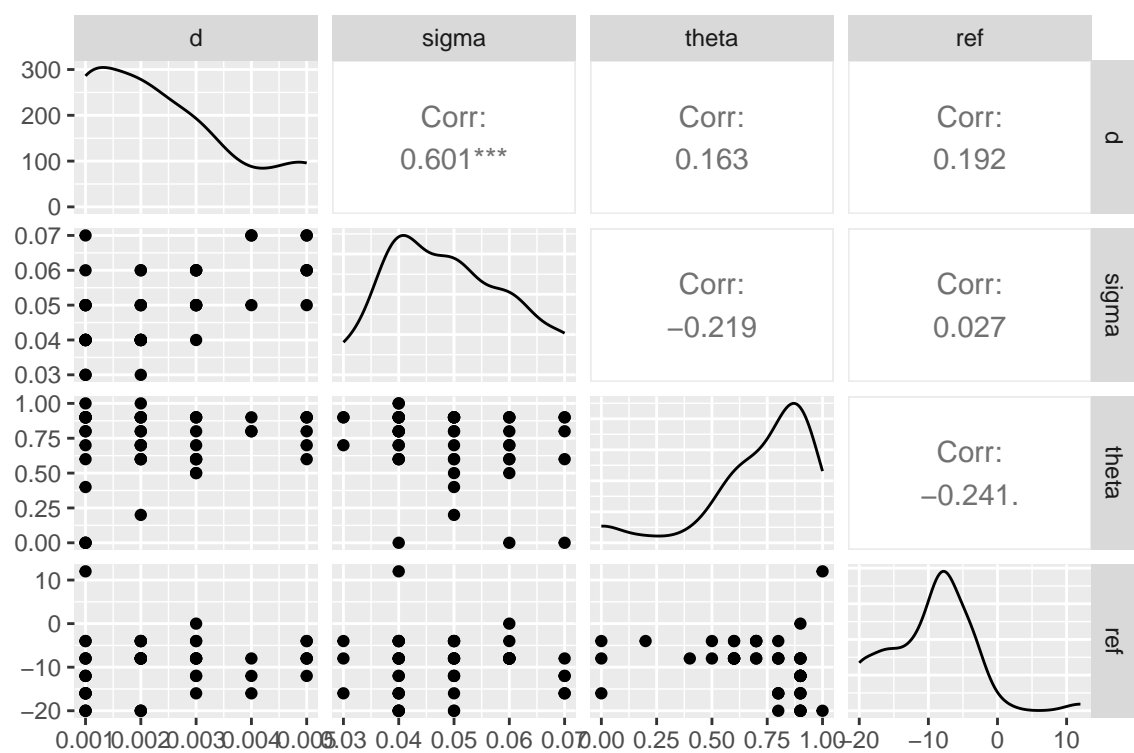 d sigma theta ref
300
200
100
0
Corr:
0.601***
Corr:
0.163
Corr:
0.192
d
0.07
0.06
0.05
0.04
0.03
Corr:
−0.219
Corr:
0.027
sigma
1.00
0.75
0.50
0.25
0.00
Corr:
−0.241.
theta
10
0
−10
−20
ref
0.001 0.002 0.003 0.004 0.005 0.03 0.04 0.05 0.06 0.07 0.00 0.25 0.50 0.75 1.00 −20 −10 0 10